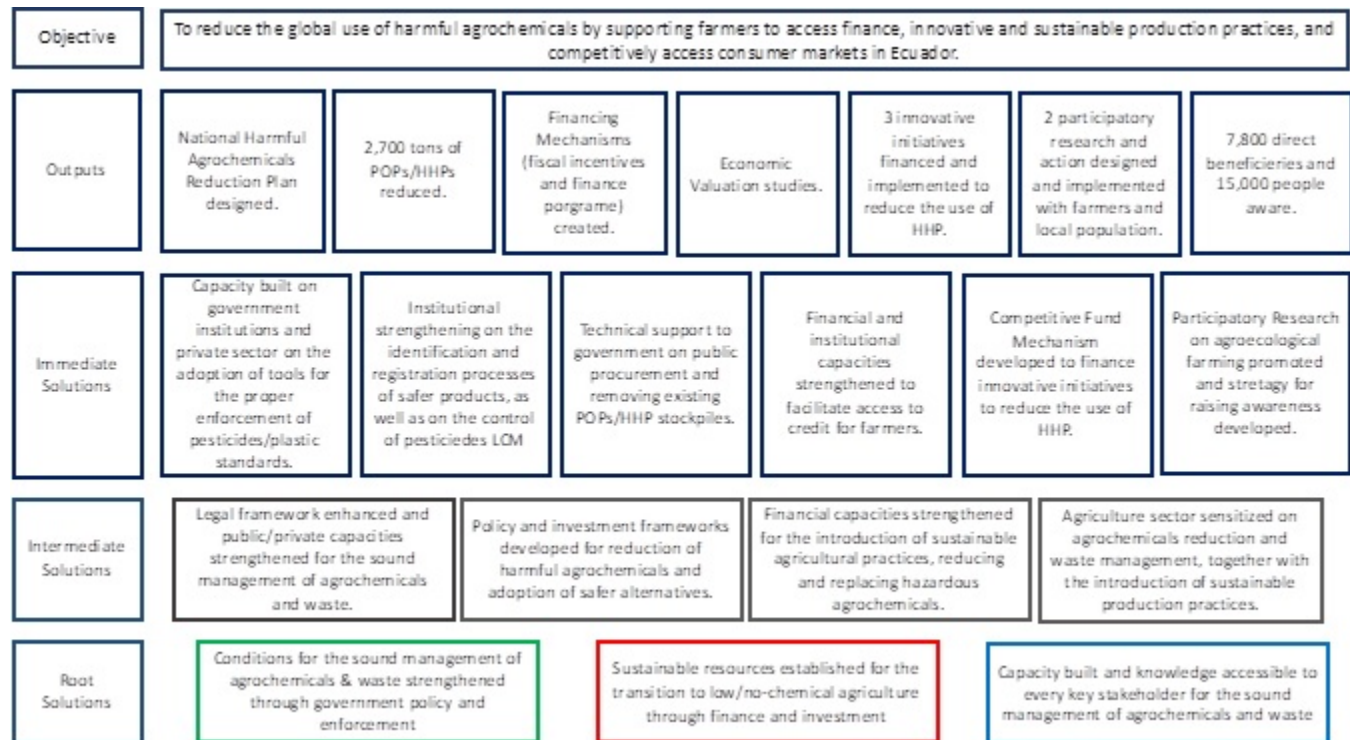 Objective
To reduce the global use of harmful agrochemicals by supporting farmers to access finance, innovative and sustainable production practices, and
competitively access consumer markets in Ecuador.
Outputs
National Harmful
Agrochemicals
Reduction Plan
designed.
2,700 tons of
POPs/HHPs
reduced.
Financing
Mechanisms
(fiscal incentives
and finance
porgrame)
created.
Economic
Valuation studies.
3 innovative
initiatives
financed and
implemented to
reduce the use of
HHP.
2 participatory
research and
action designed
and implemented
with farmers and
local population.
7,800 direct
beneficieries and
15,000 people
aware.
Immediate
Solutions
Capacity built on
government
institutions and
private sector on the
adoption of tools for
the proper
enforcement of
pesticides/plastic
standards.
Institutional
strengthening on the
identification and
registration processes
of safer products, as
well as on the control
of pesticiedes LCM
Technical support to
government on public
procurement and
removing existing
POPs/HHP stockpiles.
Financial and
institutional
capacities
strengthened to
facilitate access to
credit for farmers.
Competitive Fund
Mechanism
developed to finance
innovative initiatives
to reduce the use of
HHP.
Participatory Research
on agroecological
farming promoted
and stretagy for
raising awareness
developed.
Intermediate
Solutions
Legal framework enhanced and
public/private capacities
strengthened for the sound
management of agrochemicals
and waste.
Policy and investment frameworks
developed for reduction of
harmful agrochemicals and
adoption of safer alternatives.
Financial capacities strengthened
for the introduction of sustainable
agricultural practices, reducing
and replacing hazardous
agrochemicals.
Agriculture sector sensitized on
agrochemicals reduction and
waste management, together with
the introduction of sustainable
production practices.
Root
Solutions
Conditions for the sound management of
agrochemicals & waste strengthened
through government policy and
enforcement
Sustainable resources established for the
transition to low/no-chemical agriculture
through finance and investment
Capacity built and knowledge accessible to
every key stakeholder for the sound
management of agrochemicals and waste